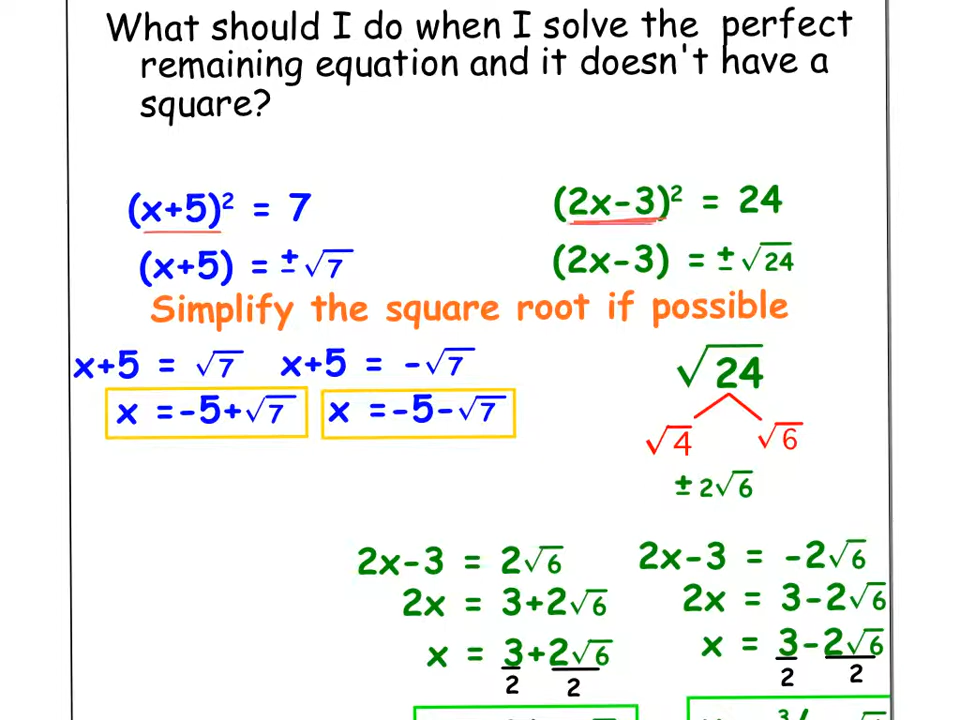 What should I do when I solve the perfect
remaining equation and it doesn't have a
square?
(x+5)² = 7
(2x-3)² = 24
(x+5) = ±√7
(2x-3) = ±√24
Simplify the square root if possible
x+5 = √7
x+5 = -√7
x =-5+√7
x =-5-√7
√24
√4
√6
±2√6
2x-3 = 2√6
2x-3 = -2√6
2x = 3+2√6
2x = 3-2√6
x = 3+2√6
2 2
x = 3-2√6
2 2